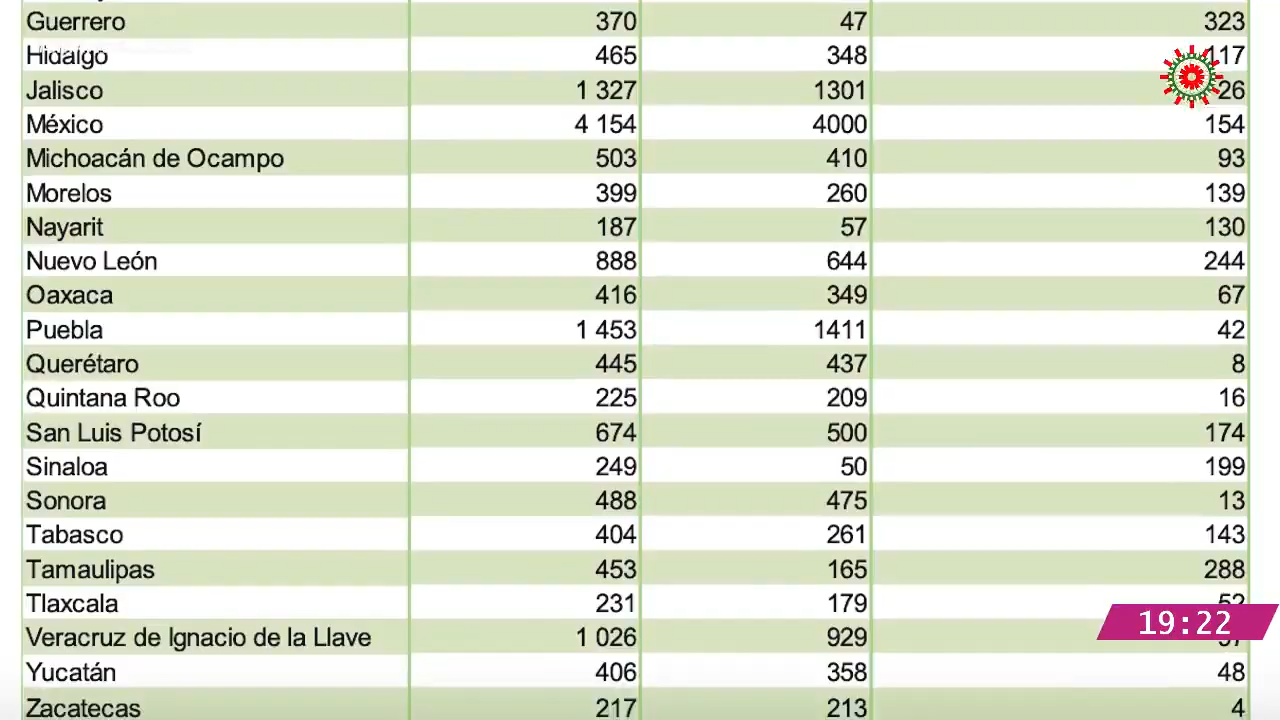 Guerrero 370 47 323
Hidalgo 465 348 117
Jalisco 1 327 1301 26
México 4 154 4000 154
Michoacán de Ocampo 503 410 93
Morelos 399 260 139
Nayarit 187 57 130
Nuevo León 888 644 244
Oaxaca 416 349 67
Puebla 1 453 1411 42
Querétaro 445 437 8
Quintana Roo 225 209 16
San Luis Potosí 674 500 174
Sinaloa 249 50 199
Sonora 488 475 13
Tabasco 404 261 143
Tamaulipas 453 165 288
Tlaxcala 231 179 52
19:22
Veracruz de Ignacio de la Llave 1 026 929
Yucatán 406 358 48
Zacatecas 217 213 4